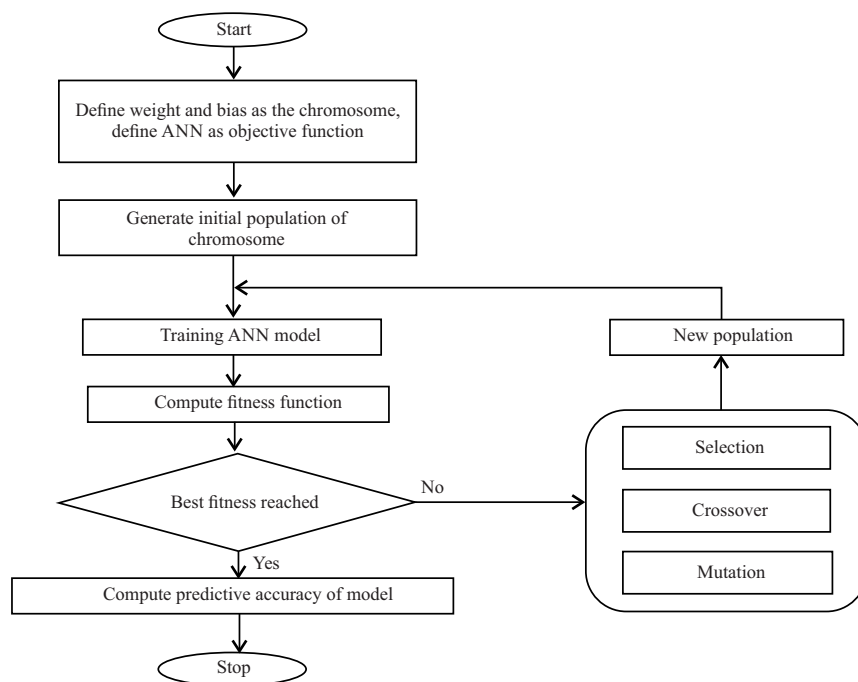 Start
Define weight and bias as the chromosome,
define ANN as objective function
Generate initial population of
chromosome
Training ANN model
New population
Compute fitness function
Selection
Best fitness reached
No
Crossover
Yes
Mutation
Compute predictive accuracy of model
Stop